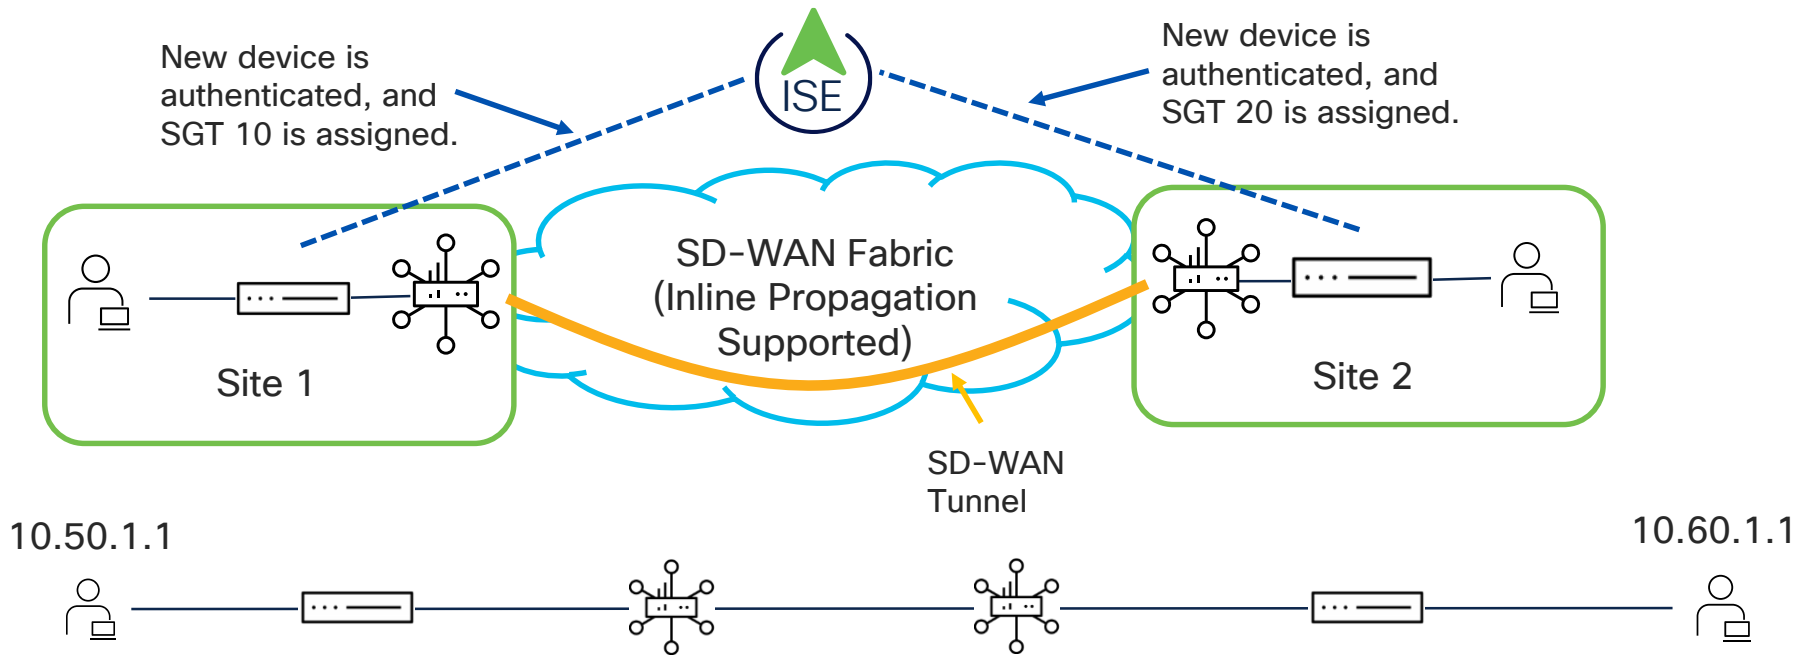 New device is
authenticated, and
SGT 10 is assigned.
ISE
New device is
authenticated, and
SGT 20 is assigned.
SD-WAN Fabric
(Inline Propagation
Supported)
Site 1
Site 2
SD-WAN
Tunnel
10.50.1.1
10.60.1.1